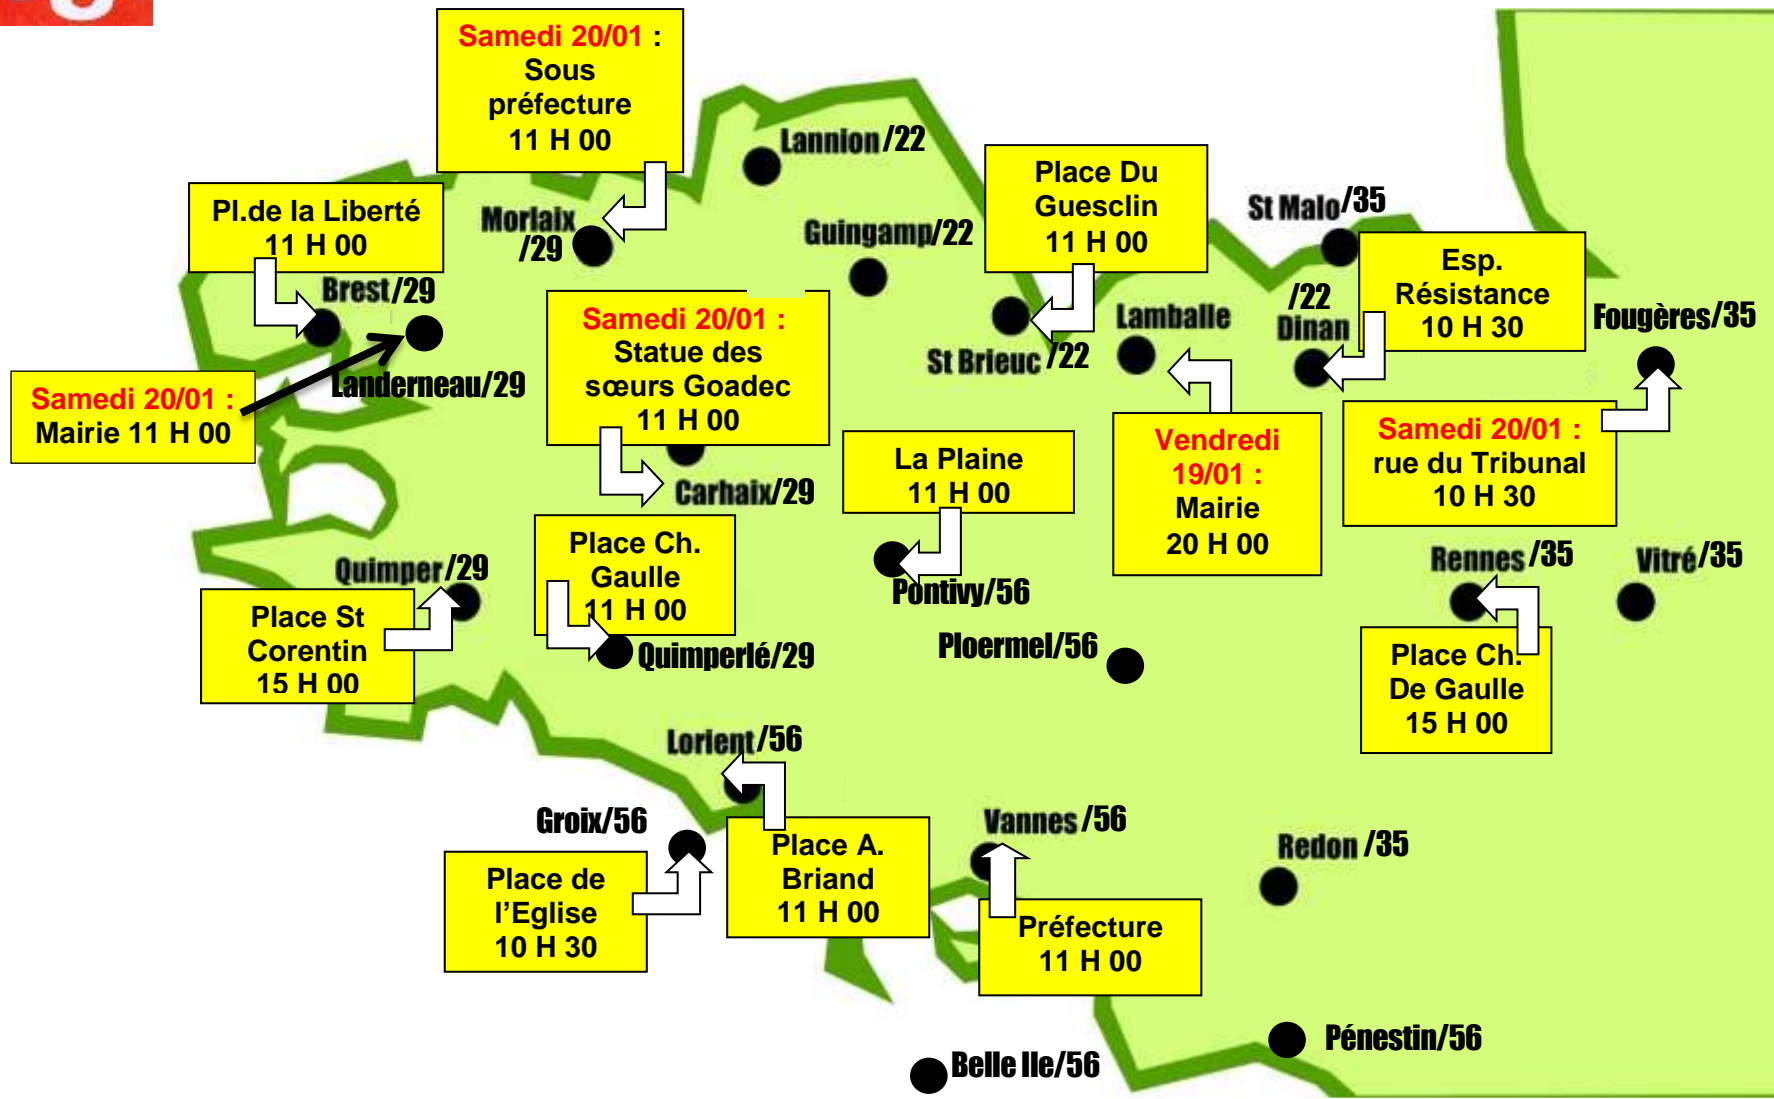 Samedi 20/01 :
Sous
préfecture
11 H 00
Lannion/22
Pl.de la Liberté
11 H 00
Morlaix
/29
Guingamp/22
Place Du
Guesclin
11 H 00
St Malo/35
Esp.
Résistance
10 H 30
Brest/29
Samedi 20/01 :
Statue des
sœurs Goadec
11 H 00
St Brieuc /22
Lamballe
/22
Dinan
Fougères/35
Samedi 20/01 :
Mairie 11 H 00
Landerneau/29
Carhaix/29
La Plaine
11 H 00
Vendredi
19/01 :
Mairie
20 H 00
Samedi 20/01 :
rue du Tribunal
10 H 30
Quimper/29
Place St
Corentin
15 H 00
Place Ch.
Gaulle
11 H 00
Quimperlé/29
Pontivy/56
Ploermel/56
Rennes /35
Vitré/35
Place Ch.
De Gaulle
15 H 00
Lorient/56
Groix/56
Place de
l’Eglise
10 H 30
Place A.
Briand
11 H 00
Vannes /56
Préfecture
11 H 00
Redon /35
Belle Ile/56
Pénestin/56